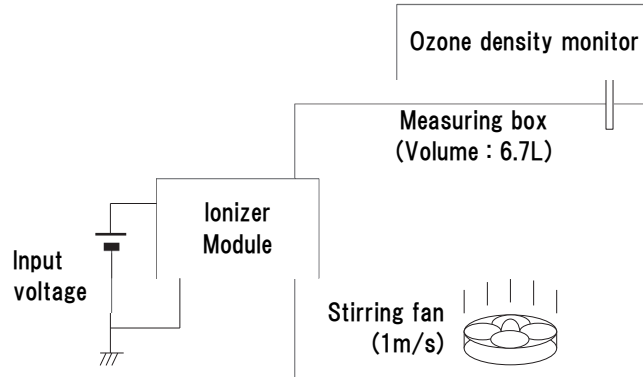 Ozone density monitor
Measuring box
(Volume : 6.7L)
Ionizer
Module
Input
voltage
Stirring fan
(1m/s)